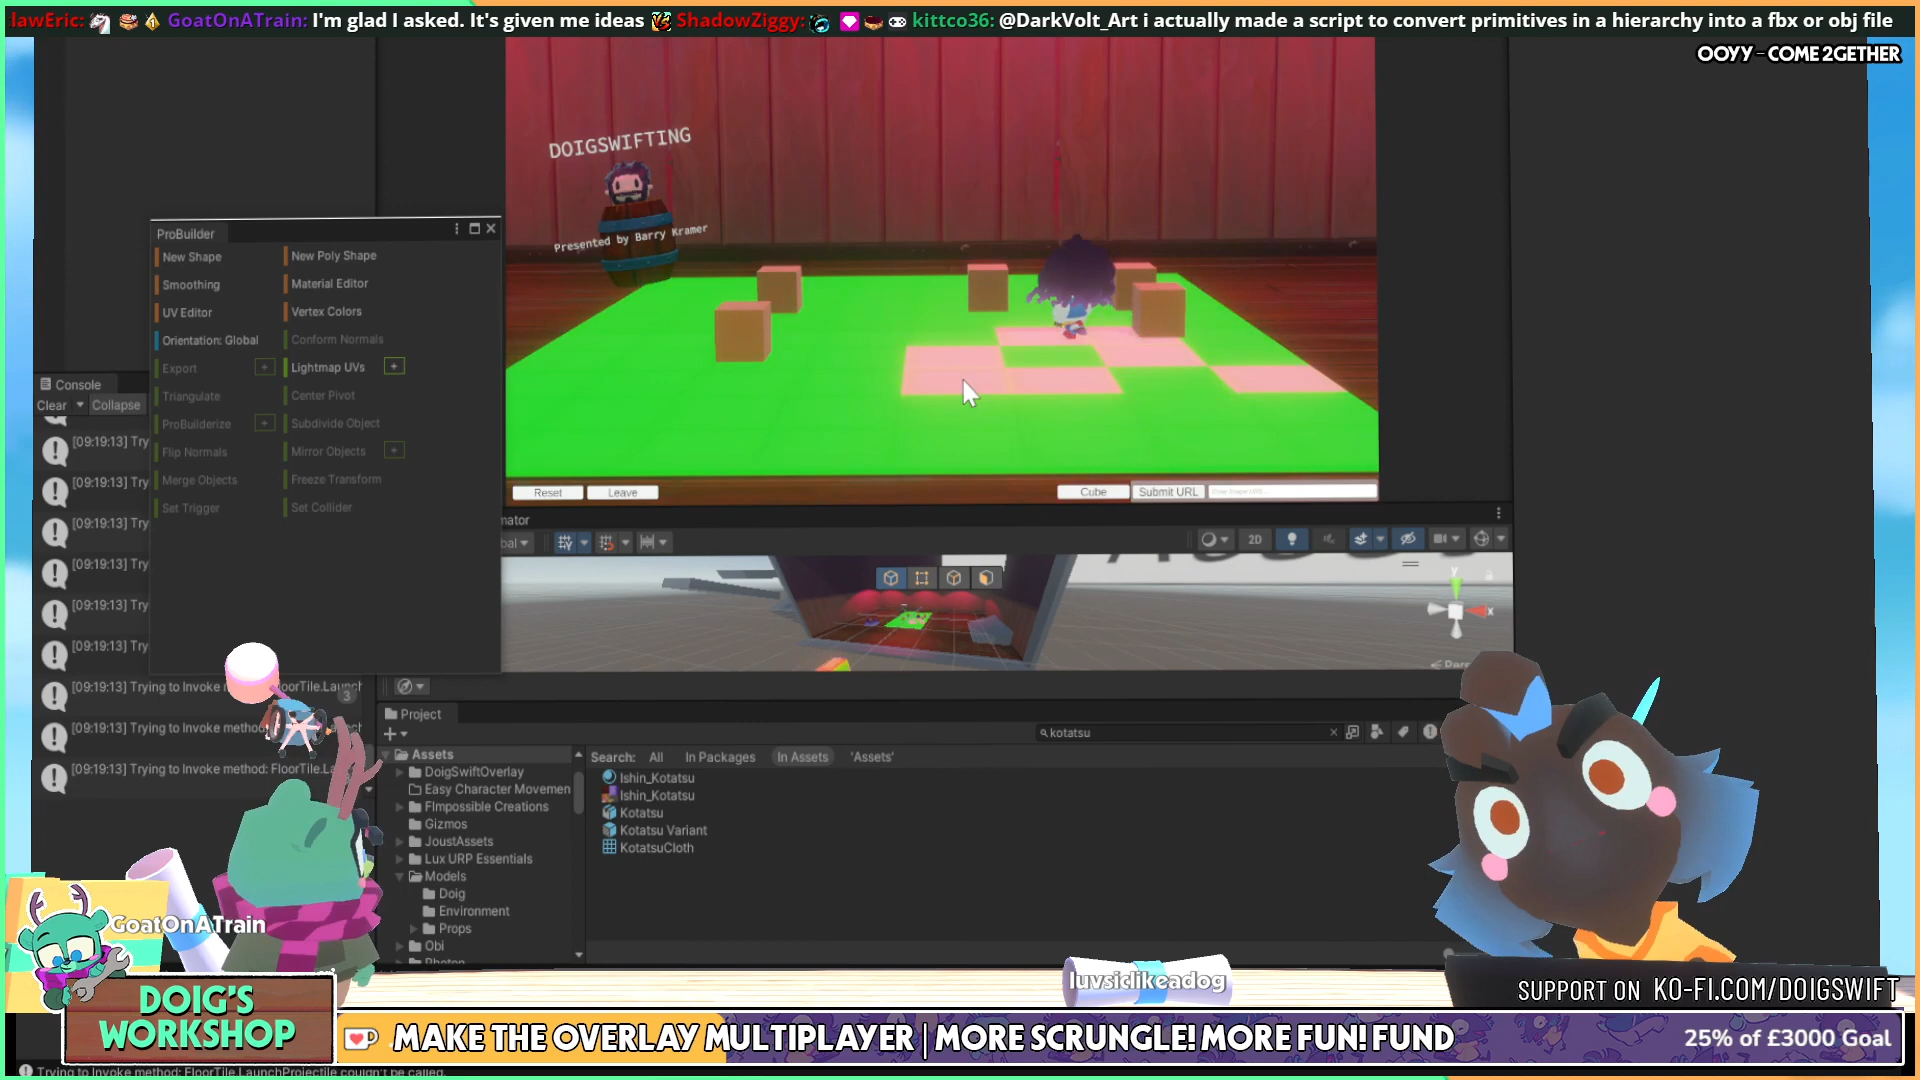 lawEric: GoatOnATrain: I'm glad I asked. It's given me ideas ShadowZiggy: kittco36: @DarkVolt_Art i actually made a script to convert primitives in a hierarchy into a fbx or obj file
OOYY - COME 2GETHER
DOIGSWIFTING
Presented by Barry Kramer
ProBuilder
New Shape
New Poly Shape
Smoothing
Material Editor
UV Editor
Vertex Colors
Orientation: Global
Conform Normals
Export +
Lightmap UVs +
Triangulate
Center Pivot
ProBuilderize +
Subdivide Object
Flip Normals
Mirror Objects +
Merge Objects
Freeze Transform
Set Trigger
Set Collider
Console
Clear
Collapse
[09:19:13] Try
[09:19:13] Try
[09:19:13] Try
[09:19:13] Try
[09:19:13] Try
[09:19:13] Try
[09:19:13] Trying to Invoke oorTile.Launch
3
[09:19:13] Trying to Invoke method
[09:19:13] Trying to Invoke method: FloorTile.La
Reset
Leave
Cube
Submit URL
mator
bal
2D
y
x
Pers
Project
kotatsu
Search: All In Packages In Assets 'Assets'
Assets
DoigSwiftOverlay
Easy Character Movemen
FImpossible Creations
Gizmos
JoustAssets
Lux URP Essentials
Models
Doig
Environment
Props
Obi
Photon
Ishin_Kotatsu
Ishin_Kotatsu
Kotatsu
Kotatsu Variant
KotatsuCloth
GoatOnATrain
luvsiclikeadog
DOIG'S
WORKSHOP
SUPPORT ON KO-FI.COM/DOIGSWIFT
MAKE THE OVERLAY MULTIPLAYER | MORE SCRUNGLE! MORE FUN! FUND
25% of £3000 Goal
Trying to Invoke method: FloorTile.LaunchProjectile couldn't be called.